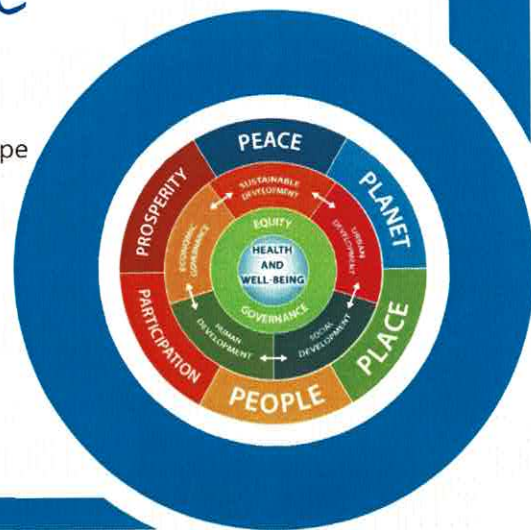 pe
PEACE
PLANET
PLACE
PEOPLE
PARTICIPATION
PROSPERITY
SUSTAINABLE
DEVELOPMENT
URBAN
DEVELOPMENT
SOCIAL
DEVELOPMENT
HUMAN
DEVELOPMENT
ECONOMIC
GOVERNANCE
EQUITY
HEALTH
AND
WELL-BEING
GOVERNANCE